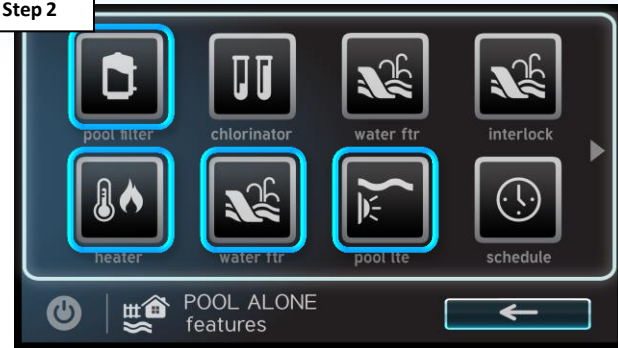 Step 2
pool filter
chlorinator
water ftr
interlock
heater
water ftr
pool lte
schedule
POOL ALONE
features